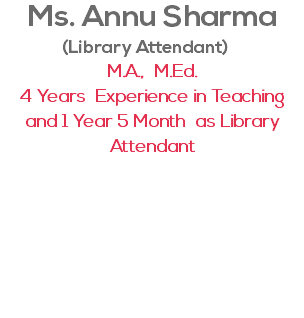 Ms. Annu Sharma
(Library Attendant)
M.A., M.Ed.
4 Years Experience in Teaching
and 1 Year 5 Month as Library
Attendant